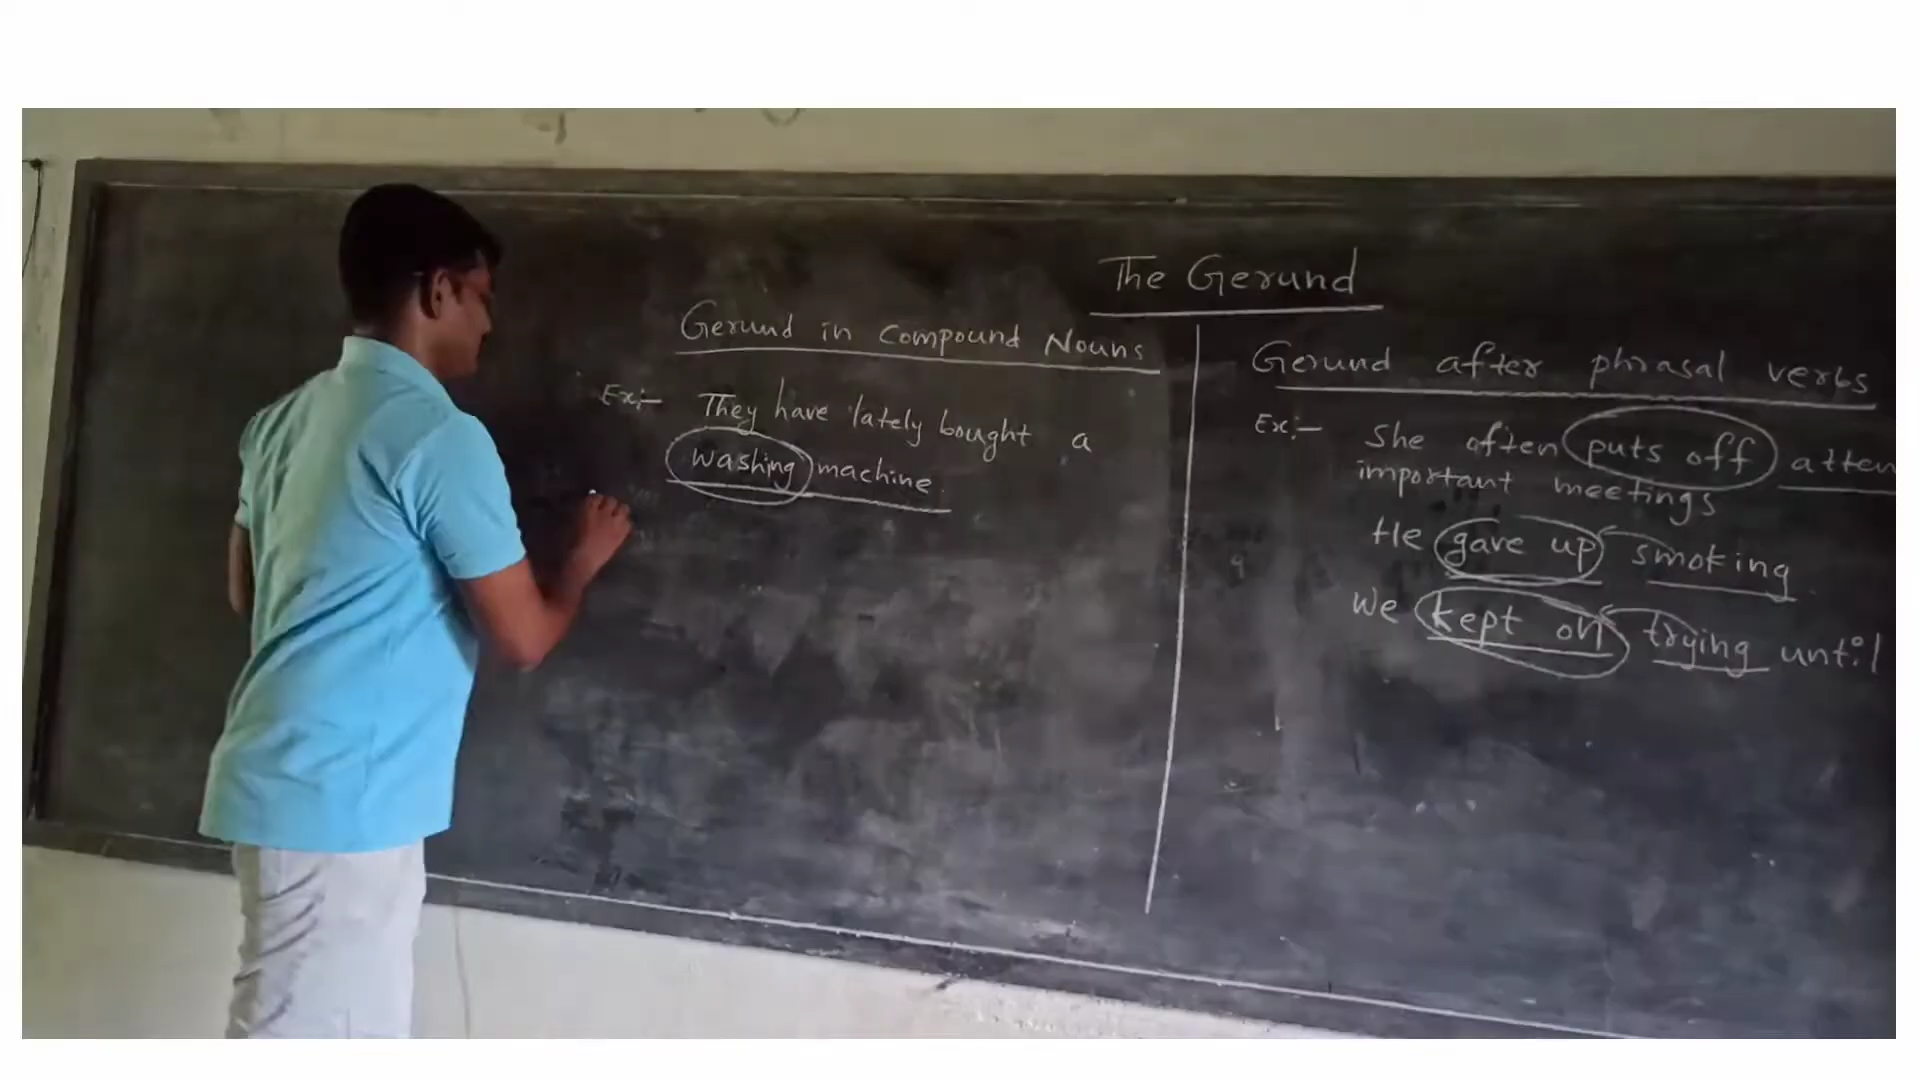 The Gerund
Gerund in Compound Nouns
Ex:- They have lately bought a
washing machine.
Gerund after phrasal verbs
Ex:- She often puts off atten
important meetings
He gave up smoking.
We kept on trying until